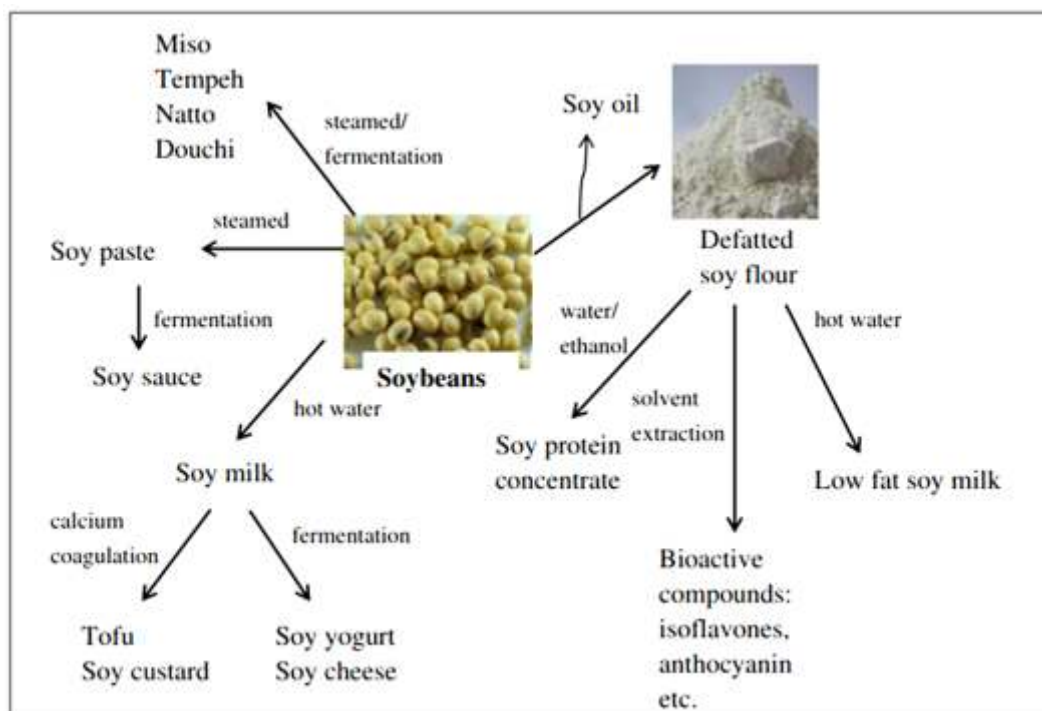 Miso
Tempeh
Natto
Douchi
steamed/
fermentation
Soy oil
steamed
Soy paste
fermentation
Soy sauce
Soybeans
hot water
Soy milk
calcium
coagulation
fermentation
Tofu
Soy custard
Soy yogurt
Soy cheese
Defatted
soy flour
water/
ethanol
hot water
solvent
extraction
Soy protein
concentrate
Low fat soy milk
Bioactive
compounds:
isoflavones,
anthocyanin
etc.